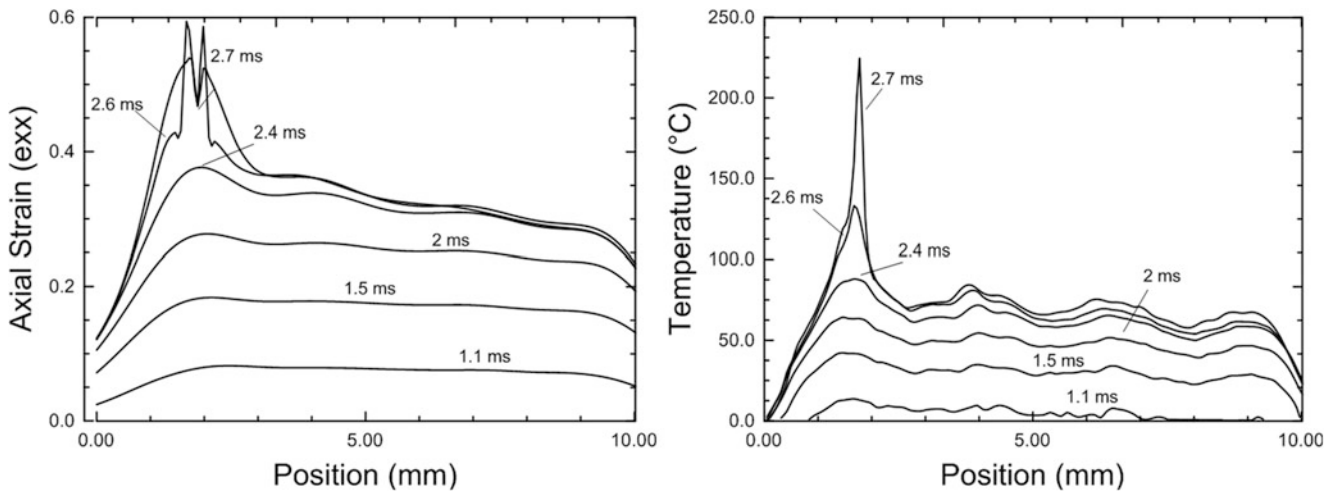 0.6
0.4
0.2
0.0
Axial Strain (exx)
2.7 ms
2.6 ms
2.4 ms
2 ms
1.5 ms
1.1 ms
0.00
5.00
10.00
Position (mm)
250.0
200.0
150.0
100.0
50.0
0.0
Temperature (°C)
2.7 ms
2.6 ms
2.4 ms
2 ms
1.5 ms
1.1 ms
0.00
5.00
10.00
Position (mm)